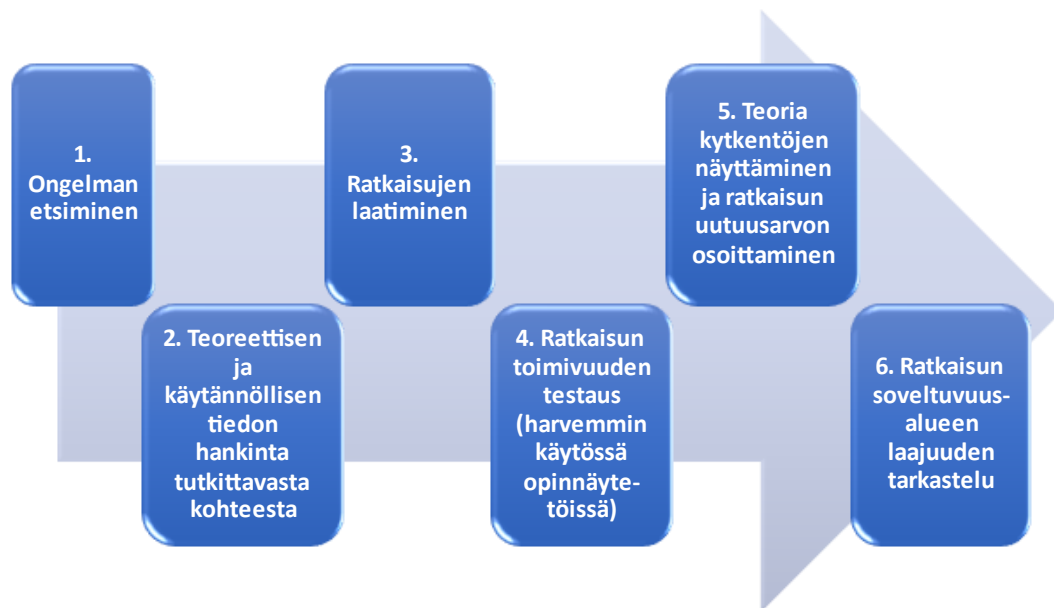 1.
Ongelman
etsiminen
2. Teoreettisen
ja
käytännöllisen
tiedon
hankinta
tutkittavasta
kohteesta
3.
Ratkaisujen
laatiminen
4. Ratkaisun
toimivuuden
testaus
(harvemmin
käytössä
opinnäyte-
töissä)
5. Teoria
kytkentöjen
näyttäminen
ja ratkaisun
uutuusarvon
osoittaminen
6. Ratkaisun
soveltuvuus-
alueen
laajuuden
tarkastelu